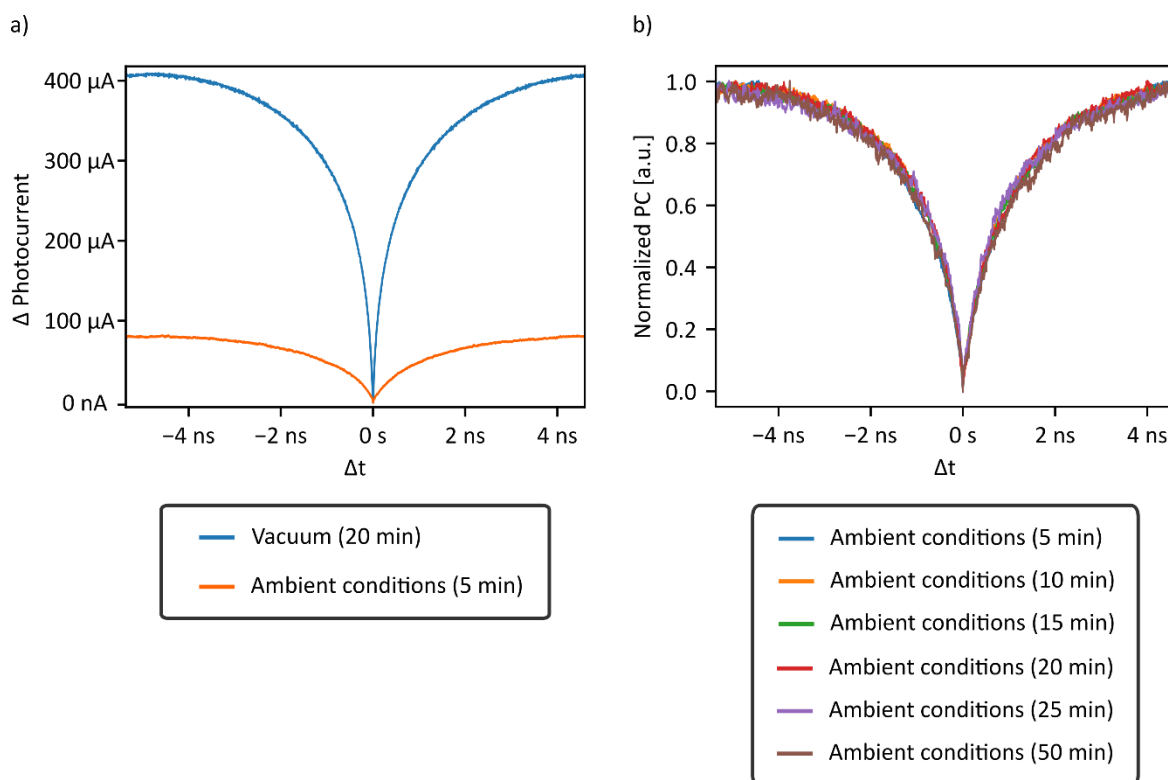 a)
400 µA
300 µA
200 µA
100 µA
0 nA
Δ Photocurrent
−4 ns
−2 ns
0 s
2 ns
4 ns
Δt
Vacuum (20 min)
Ambient conditions (5 min)
b)
1.0
0.8
0.6
0.4
0.2
0.0
Normalized PC [a.u.]
−4 ns
−2 ns
0 s
2 ns
4 ns
Δt
Ambient conditions (5 min)
Ambient conditions (10 min)
Ambient conditions (15 min)
Ambient conditions (20 min)
Ambient conditions (25 min)
Ambient conditions (50 min)